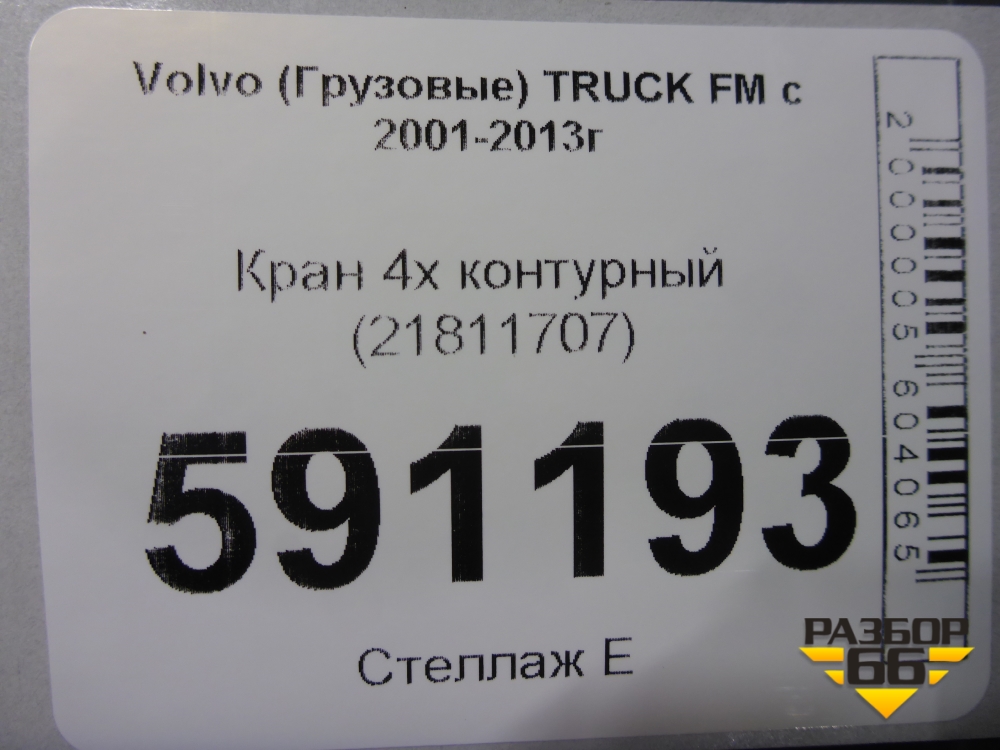 Volvo (Грузовые) TRUCK FM с
2001-2013г
Кран 4х контурный
(21811707)
591193
Стеллаж Е
2000005604065
РАЗБОР
66